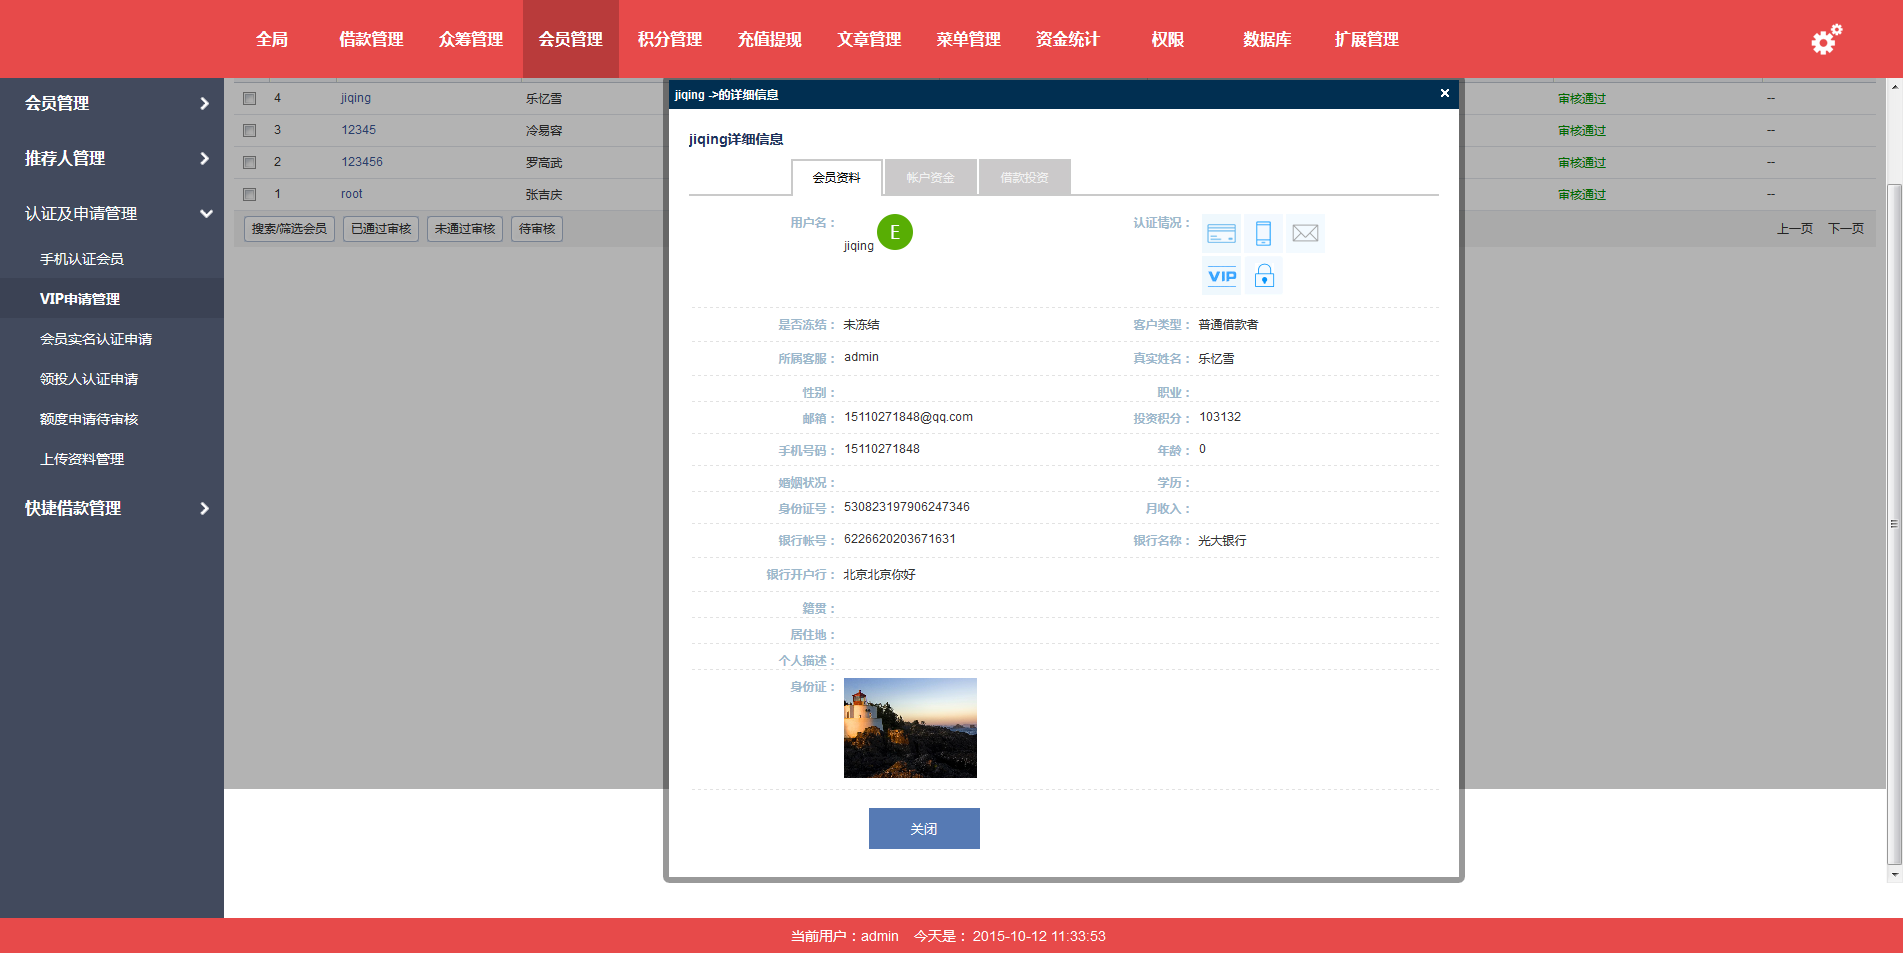 全局 借款管理 众筹管理 会员管理 积分管理 充值提现 文章管理 菜单管理 资金统计 权限 数据库 扩展管理
会员管理
推荐人管理
认证及申请管理
手机认证会员
VIP申请管理
会员实名认证申请
领投人认证申请
额度申请待审核
上传资料管理
快捷借款管理
4 jiqing 乐忆雪 审核通过 --
3 12345 冷易容 审核通过 --
2 123456 罗高武 审核通过 --
1 root 张吉庆 审核通过 --
搜索/筛选会员 已通过审核 未通过审核 待审核 上一页 下一页
jiqing ->的详细信息
jiqing详细信息
会员资料 帐户资金 借款投资
用户名： jiqing E 认证情况：
VIP
是否冻结： 未冻结 客户类型： 普通借款者
所属客服： admin 真实姓名： 乐忆雪
性别： 职业：
邮箱： 15110271848@qq.com 投资积分： 103132
手机号码： 15110271848 年龄： 0
婚姻状况： 学历：
身份证号： 530823197906247346 月收入：
银行帐号： 6226620203671631 银行名称： 光大银行
银行开户行： 北京北京你好
籍贯：
居住地：
个人描述：
身份证：
关闭
当前用户：admin 今天是： 2015-10-12 11:33:53